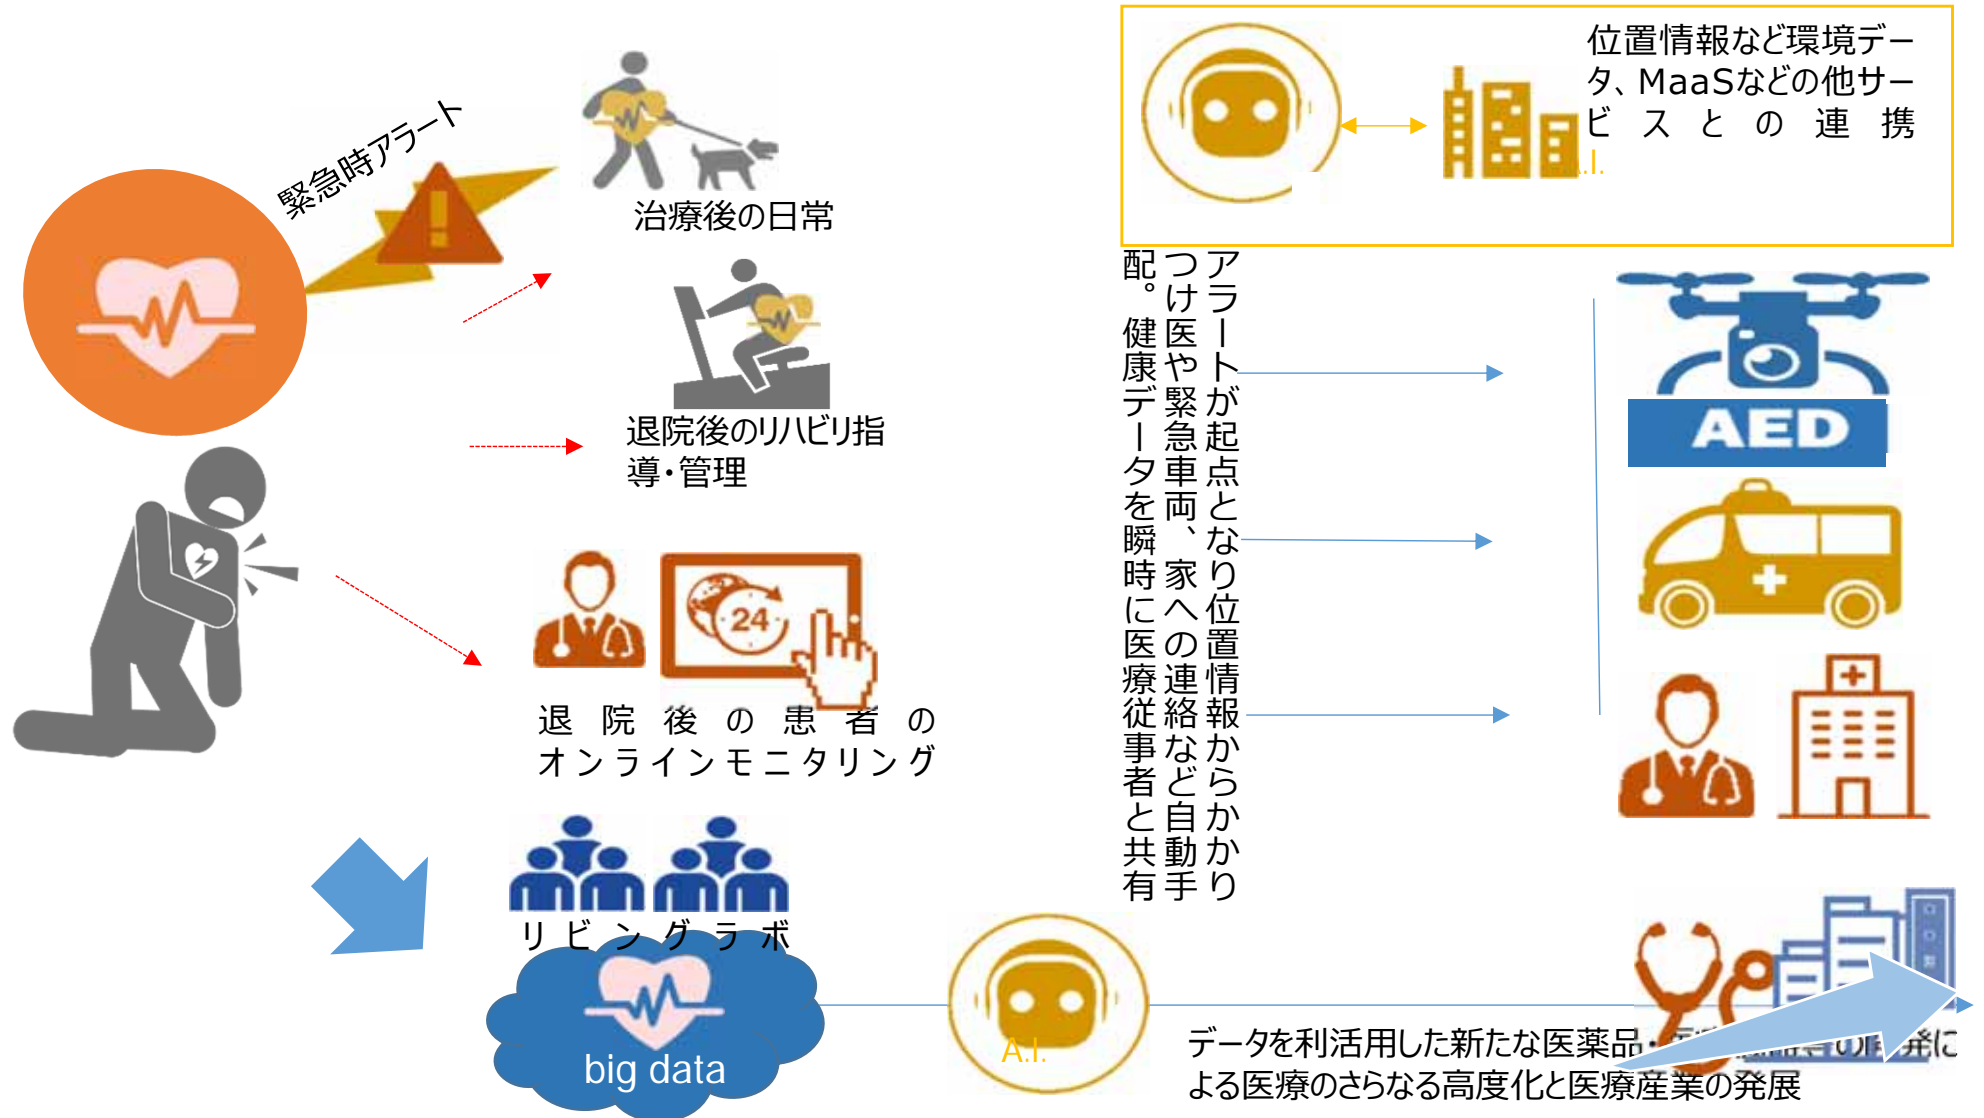 緊急時アラート
治療後の日常
退院後のリハビリ指
導・管理
24
退院後の患者の
オンラインモニタリング
リビングラボ
big data
A.I.
位置情報など環境デー
タ、MaaSなどの他サー
ビスとの連携
.I.
アラートが起点となり位置情報からかかり
つけ医や緊急車両、家への連絡など自動手
配。健康データを瞬時に医療従事者と共有
AED
データを利活用した新たな医薬品・の開発に
よる医療のさらなる高度化と医療産業の発展